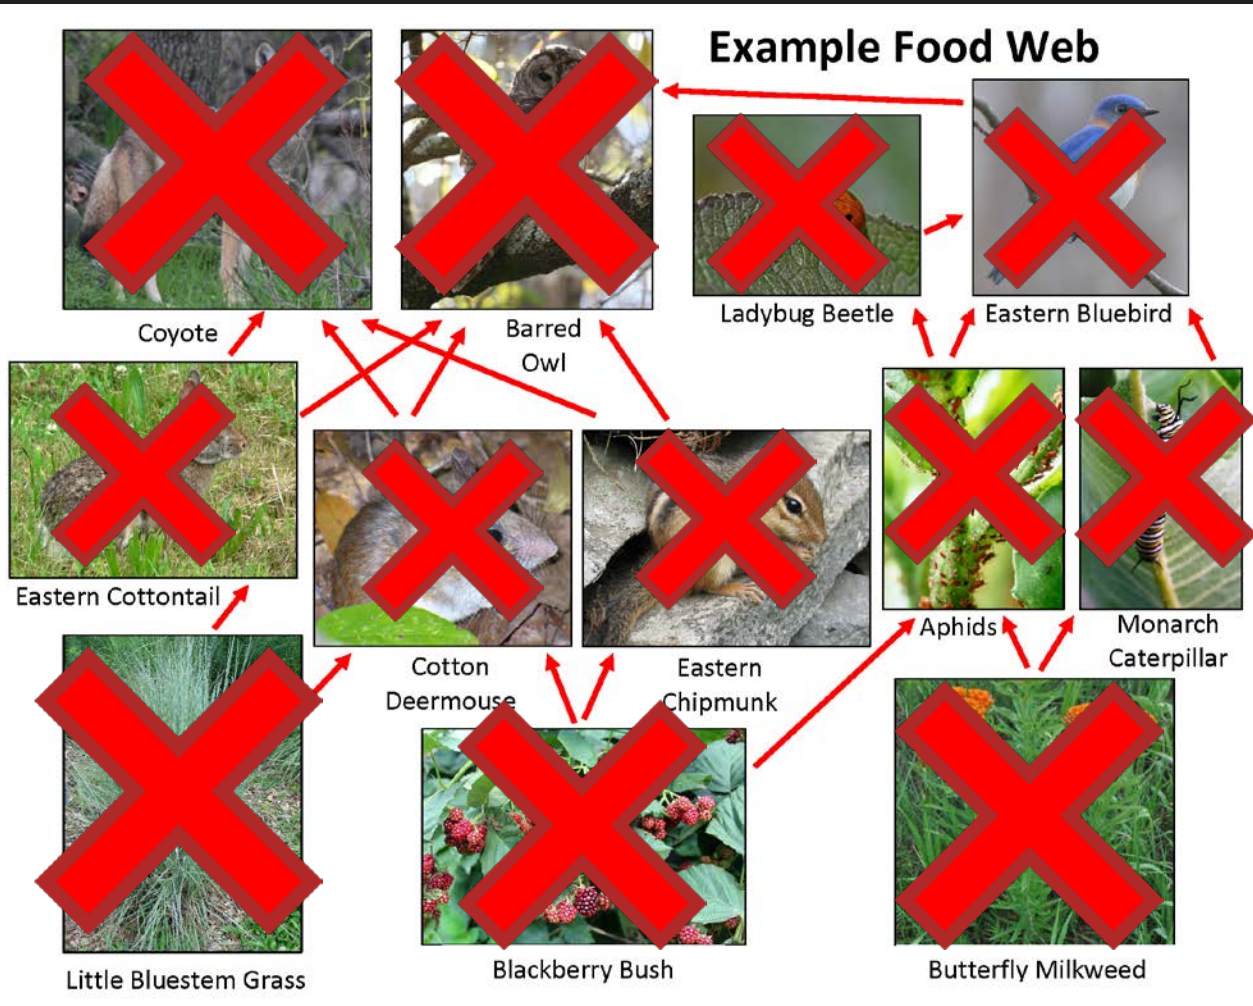 Example Food Web
Coyote
Barred
Owl
Ladybug Beetle
Eastern Bluebird
Eastern Cottontail
Cotton
Deermouse
Eastern
Chipmunk
Aphids
Monarch
Caterpillar
Little Bluestem Grass
Blackberry Bush
Butterfly Milkweed